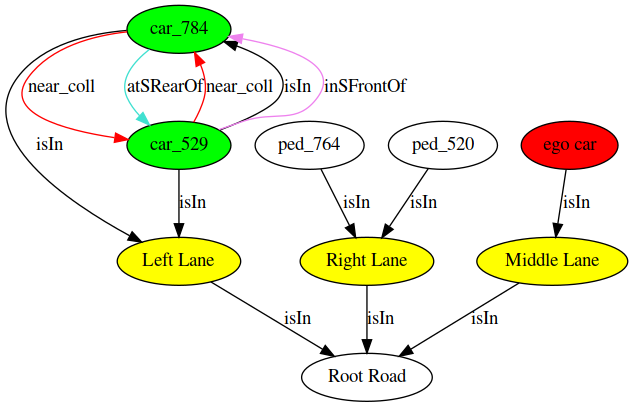 car_784
near_coll
atSRearOf
near_coll
isIn
inSFrontOf
isIn
car_529
ped_764
ped_520
ego car
isIn
isIn
isIn
isIn
Left Lane
Right Lane
Middle Lane
isIn
isIn
isIn
Root Road